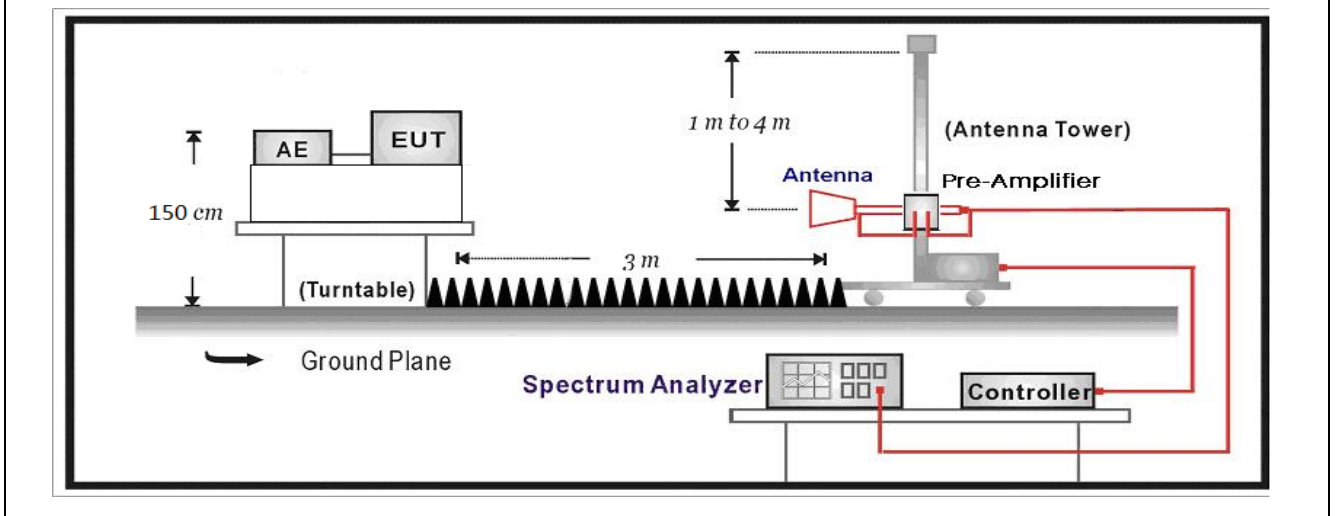 1 m to 4 m
(Antenna Tower)
AE
EUT
Antenna
Pre-Amplifier
150 cm
3 m
(Turntable)
Ground Plane
Spectrum Analyzer
Controller